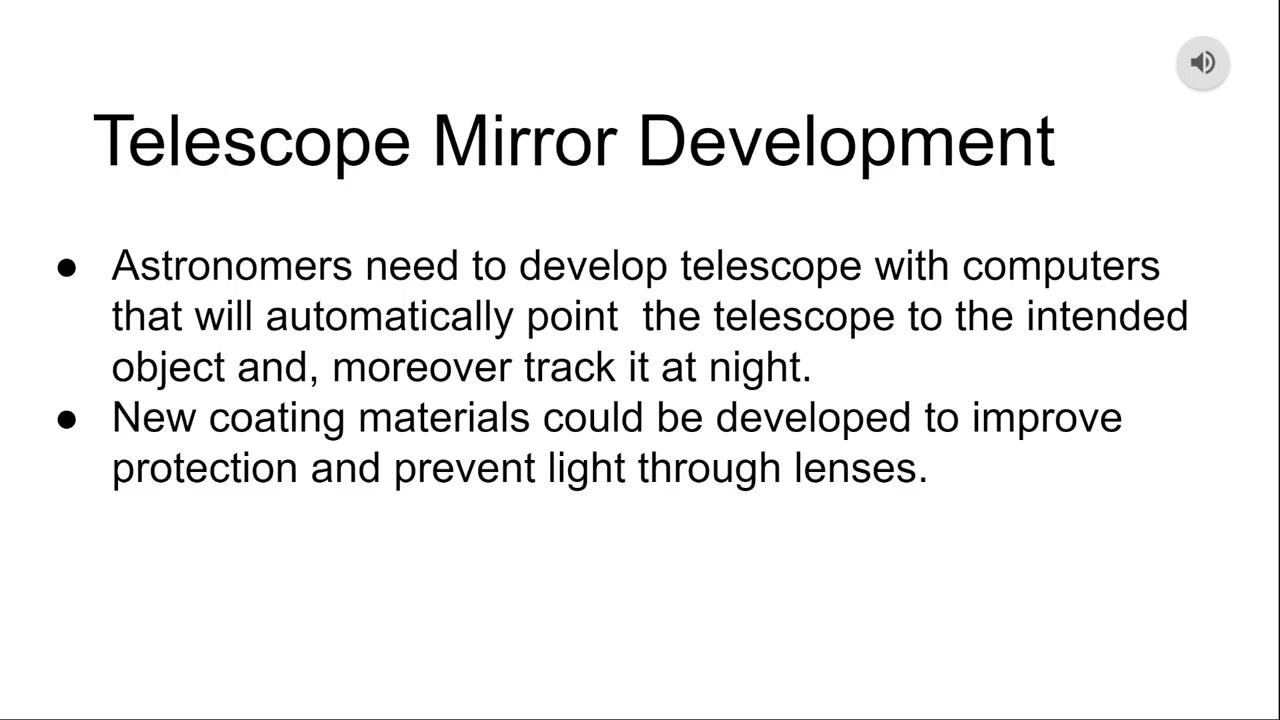 Telescope Mirror Development
● Astronomers need to develop telescope with computers
that will automatically point  the telescope to the intended
object and, moreover track it at night.
● New coating materials could be developed to improve
protection and prevent light through lenses.